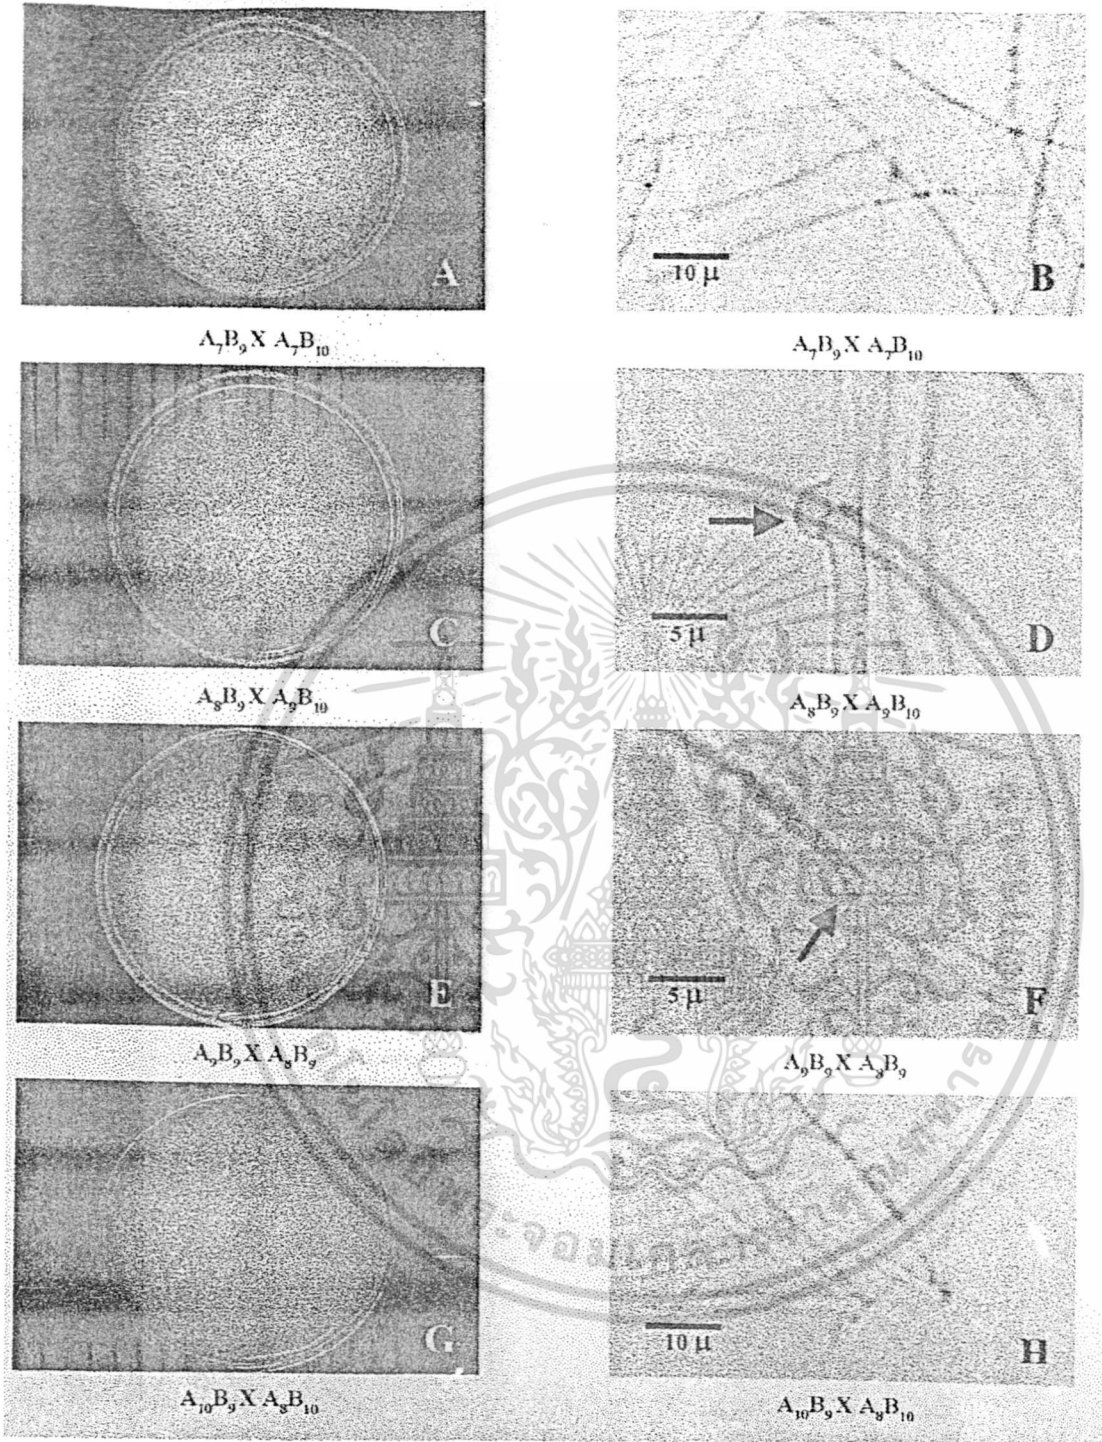 A B
10 μ
A₇B₉ X A₇B₁₀ A₇B₉ X A₇B₁₀
C D
5 μ
A₈B₉ X A₉B₁₀ A₈B₉ X A₉B₁₀
E F
5 μ
A₉B₉ X A₈B₉ A₉B₉ X A₈B₉
G H
10 μ
A₁₀B₉ X A₈B₁₀ A₁₀B₉ X A₈B₁₀